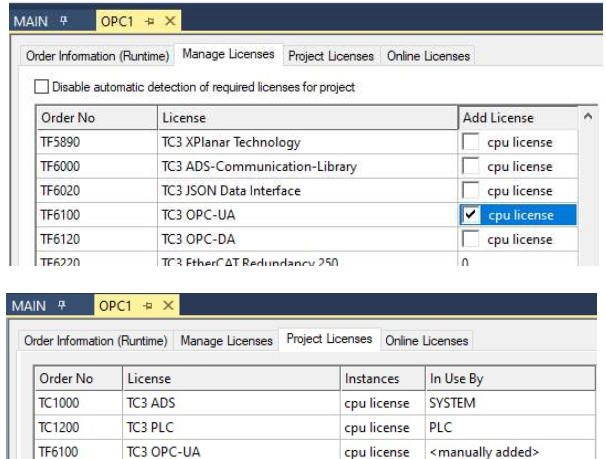 MAIN OPC1
Order Information (Runtime) Manage Licenses Project Licenses Online Licenses
Disable automatic detection of required licenses for project
Order No License Add License
TF5890 TC3 XPlanar Technology cpu license
TF6000 TC3 ADS-Communication-Library cpu license
TF6020 TC3 JSON Data Interface cpu license
TF6100 TC3 OPC-UA cpu license
TF6120 TC3 OPC-DA cpu license
TF6220 TC3 EtherCAT Redundancy 250 0
MAIN OPC1
Order Information (Runtime) Manage Licenses Project Licenses Online Licenses
Order No License Instances In Use By
TC1000 TC3 ADS cpu license SYSTEM
TC1200 TC3 PLC cpu license PLC
TF6100 TC3 OPC-UA cpu license <manually added>